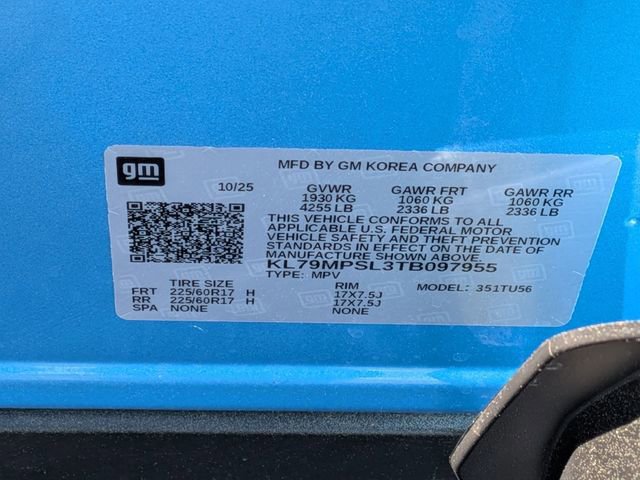 gm
MFD BY GM KOREA COMPANY
10/25 GVWR GAWR FRT GAWR RR
1930 KG 1060 KG 1060 KG
4255 LB 2336 LB 2336 LB
THIS VEHICLE CONFORMS TO ALL
APPLICABLE U.S. FEDERAL MOTOR
VEHICLE SAFETY AND THEFT PREVENTION
STANDARDS IN EFFECT ON THE DATE OF
MANUFACTURE SHOWN ABOVE.
KL79MPSL3TB097955
TYPE: MPV
TIRE SIZE RIM MODEL: 351TU56
FRT 225/60R17 H 17X7.5J
RR 225/60R17 H 17X7.5J
SPA NONE NONE